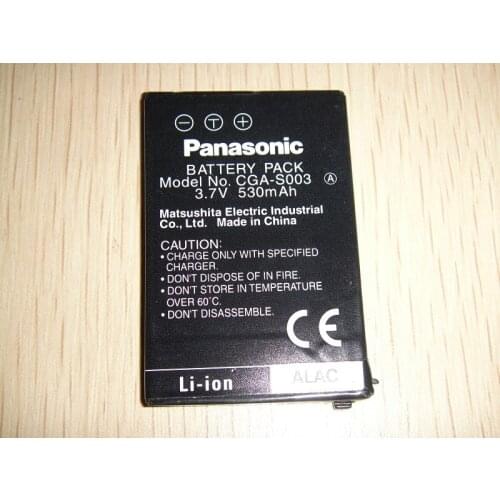 − T +
Panasonic
BATTERY PACK
Model No. CGA-S003 A
3.7V 530mAh
Matsushita Electric Industrial
Co., Ltd. Made in China
CAUTION:
• CHARGE ONLY WITH SPECIFIED
CHARGER.
• DON'T DISPOSE OF IN FIRE.
• DON'T STORE IN TEMPERATURE
OVER 60°C.
• DON'T DISASSEMBLE.
CE
Li-ion ALAC